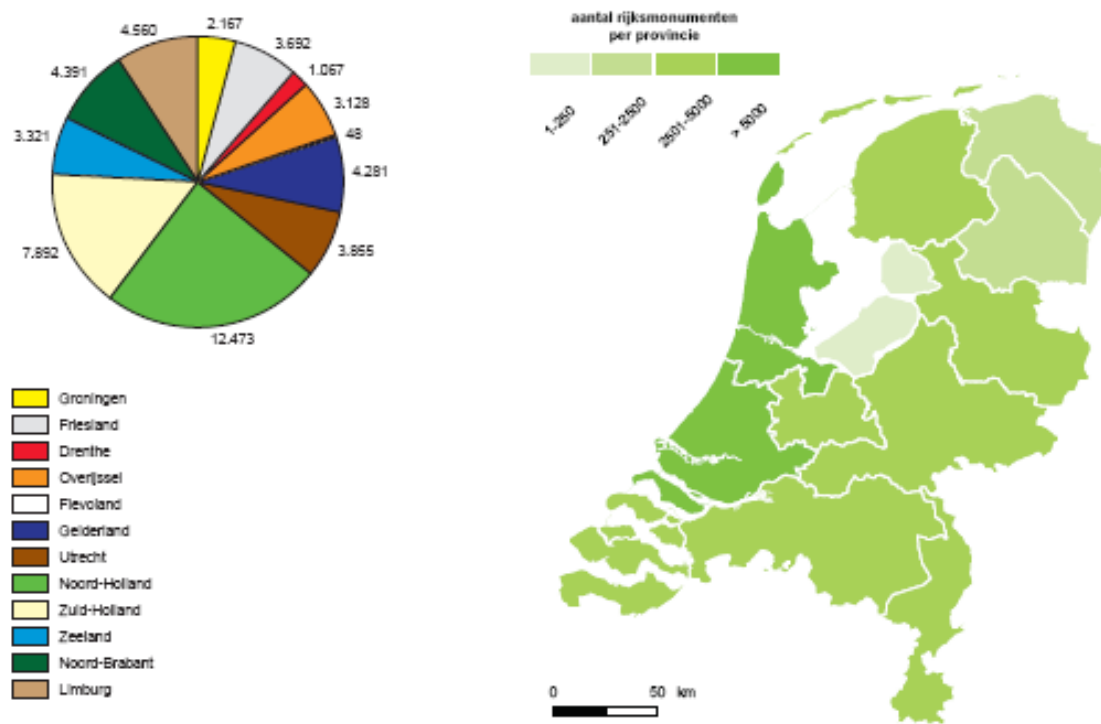 4.560
2.167
3.692
1.067
3.128
48
4.281
3.855
12.473
7.892
3.321
4.391
Groningen
Friesland
Drenthe
Overijssel
Flevoland
Gelderland
Utrecht
Noord-Holland
Zuid-Holland
Zeeland
Noord-Brabant
Limburg
aantal rijksmonumenten
per provincie
1-250
251-2500
2501-5000
> 5000
0 50 km